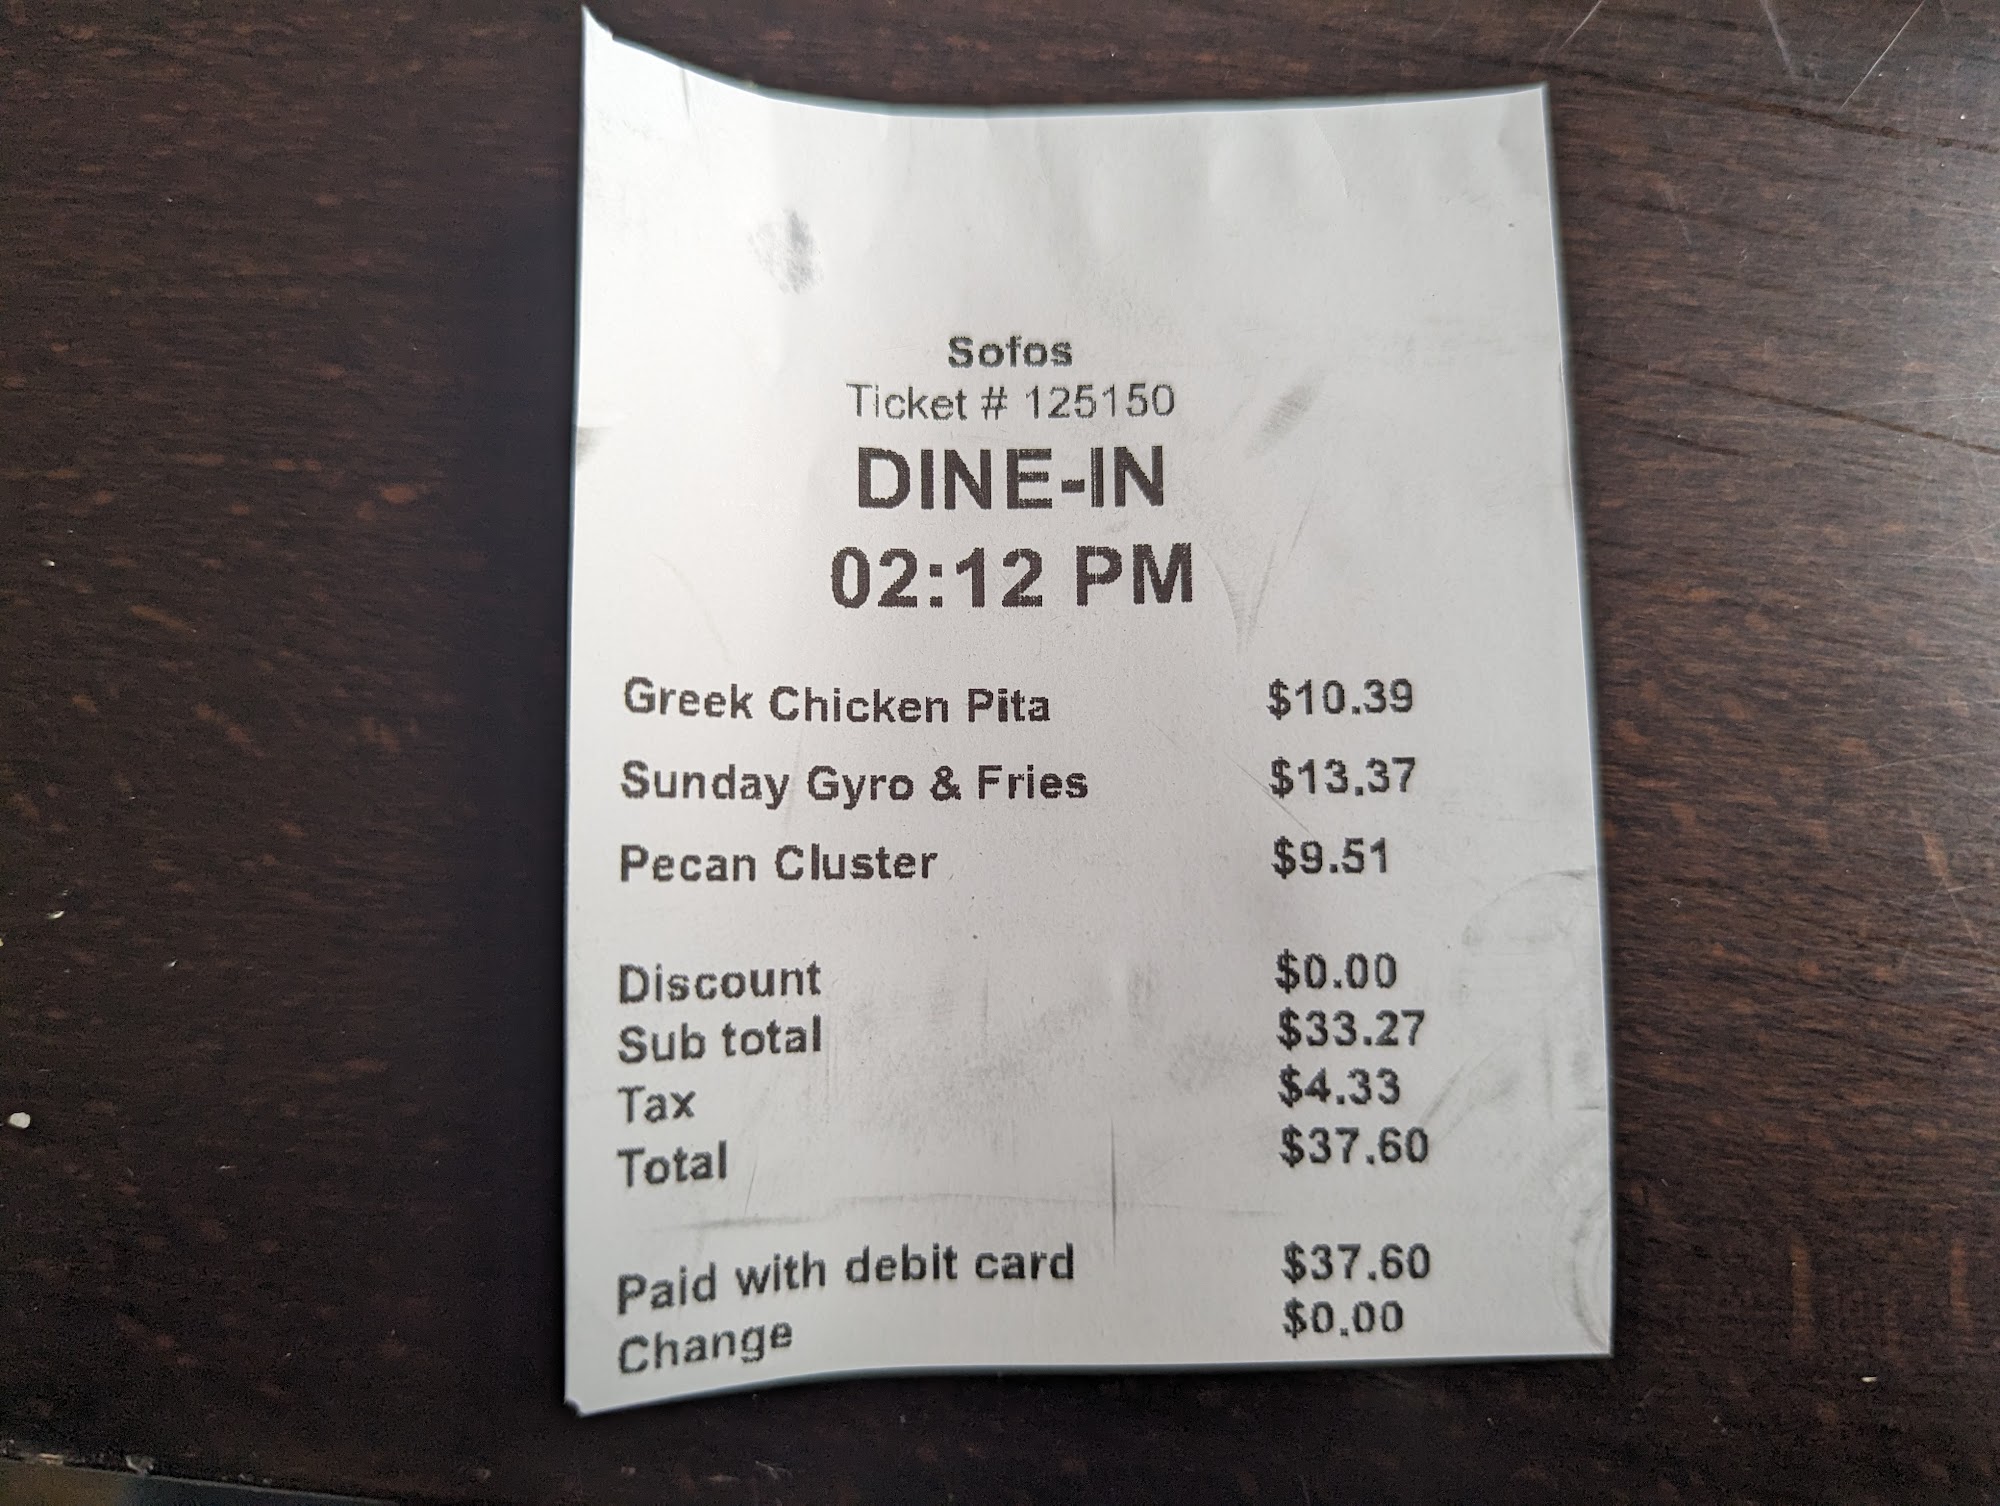 Sofos
Ticket # 125150
DINE-IN
02:12 PM
Greek Chicken Pita $10.39
Sunday Gyro & Fries $13.37
Pecan Cluster $9.51
Discount $0.00
Sub total $33.27
Tax $4.33
Total $37.60
Paid with debit card $37.60
Change $0.00